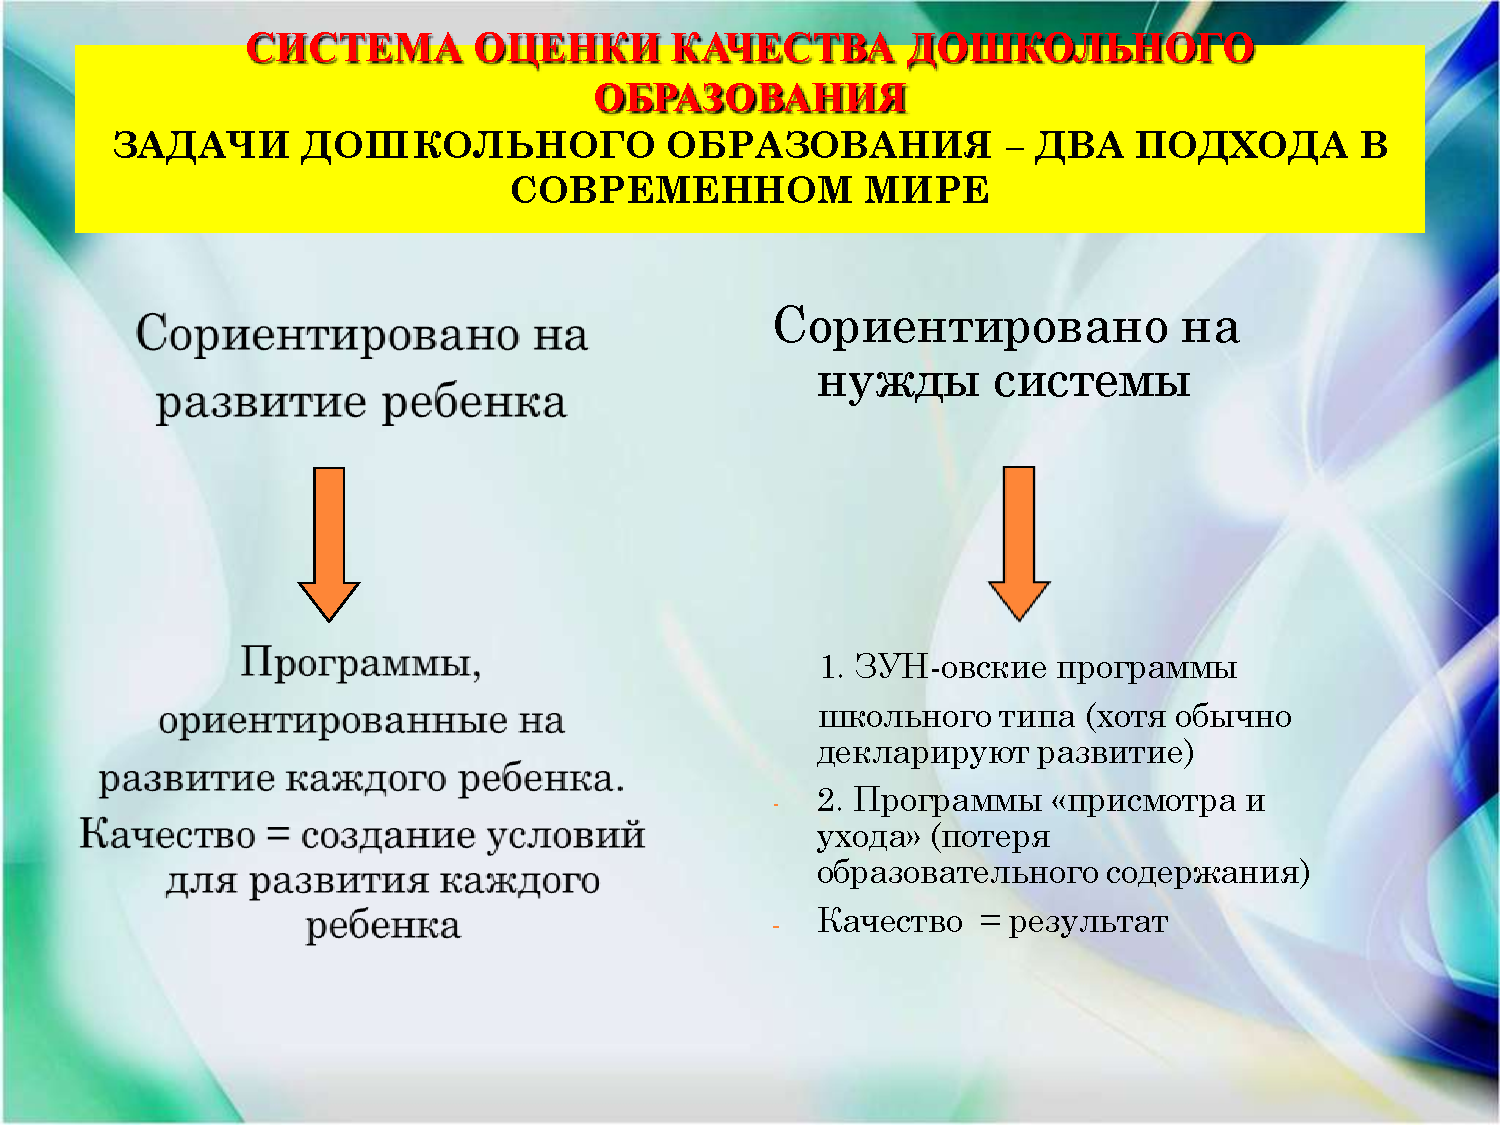 СИСТЕМА ОЦЕНКИ КАЧЕСТВА ДОШКОЛЬНОГО
ОБРАЗОВАНИЯ
ЗАДАЧИ ДОШКОЛЬНОГО ОБРАЗОВАНИЯ – ДВА ПОДХОДА В
СОВРЕМЕННОМ МИРЕ
Сориентировано на
развитие ребенка
Программы,
ориентированные на
развитие каждого ребенка.
Качество = создание условий
для развития каждого
ребенка
Сориентировано на
нужды системы
1. ЗУН-овские программы
школьного типа (хотя обычно
декларируют развитие)
- 2. Программы «присмотра и
ухода» (потеря
образовательного содержания)
- Качество = результат